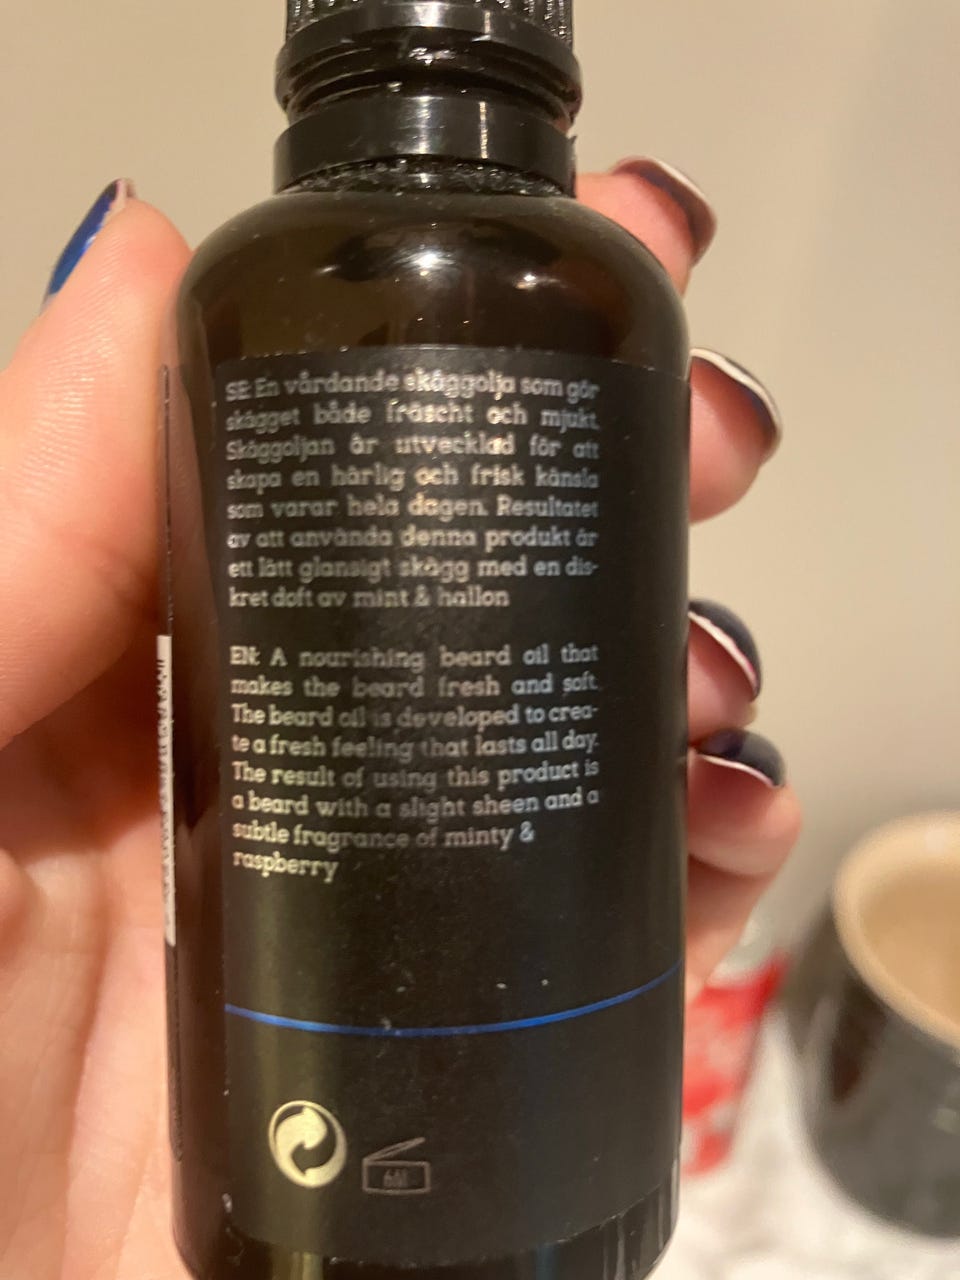 SE: En vårdande skäggolja som gör
skägget både fräscht och mjukt.
Skäggoljan är utvecklad för att
skapa en härlig och frisk känsla
som varar hela dagen. Resultatet
av att använda denna produkt är
ett lätt glansigt skägg med en dis-
kret doft av mint & hallon
EN: A nourishing beard oil that
makes the beard fresh and soft.
The beard oil is developed to crea-
te a fresh feeling that lasts all day.
The result of using this product is
a beard with a slight sheen and a
subtle fragrance of minty &
raspberry